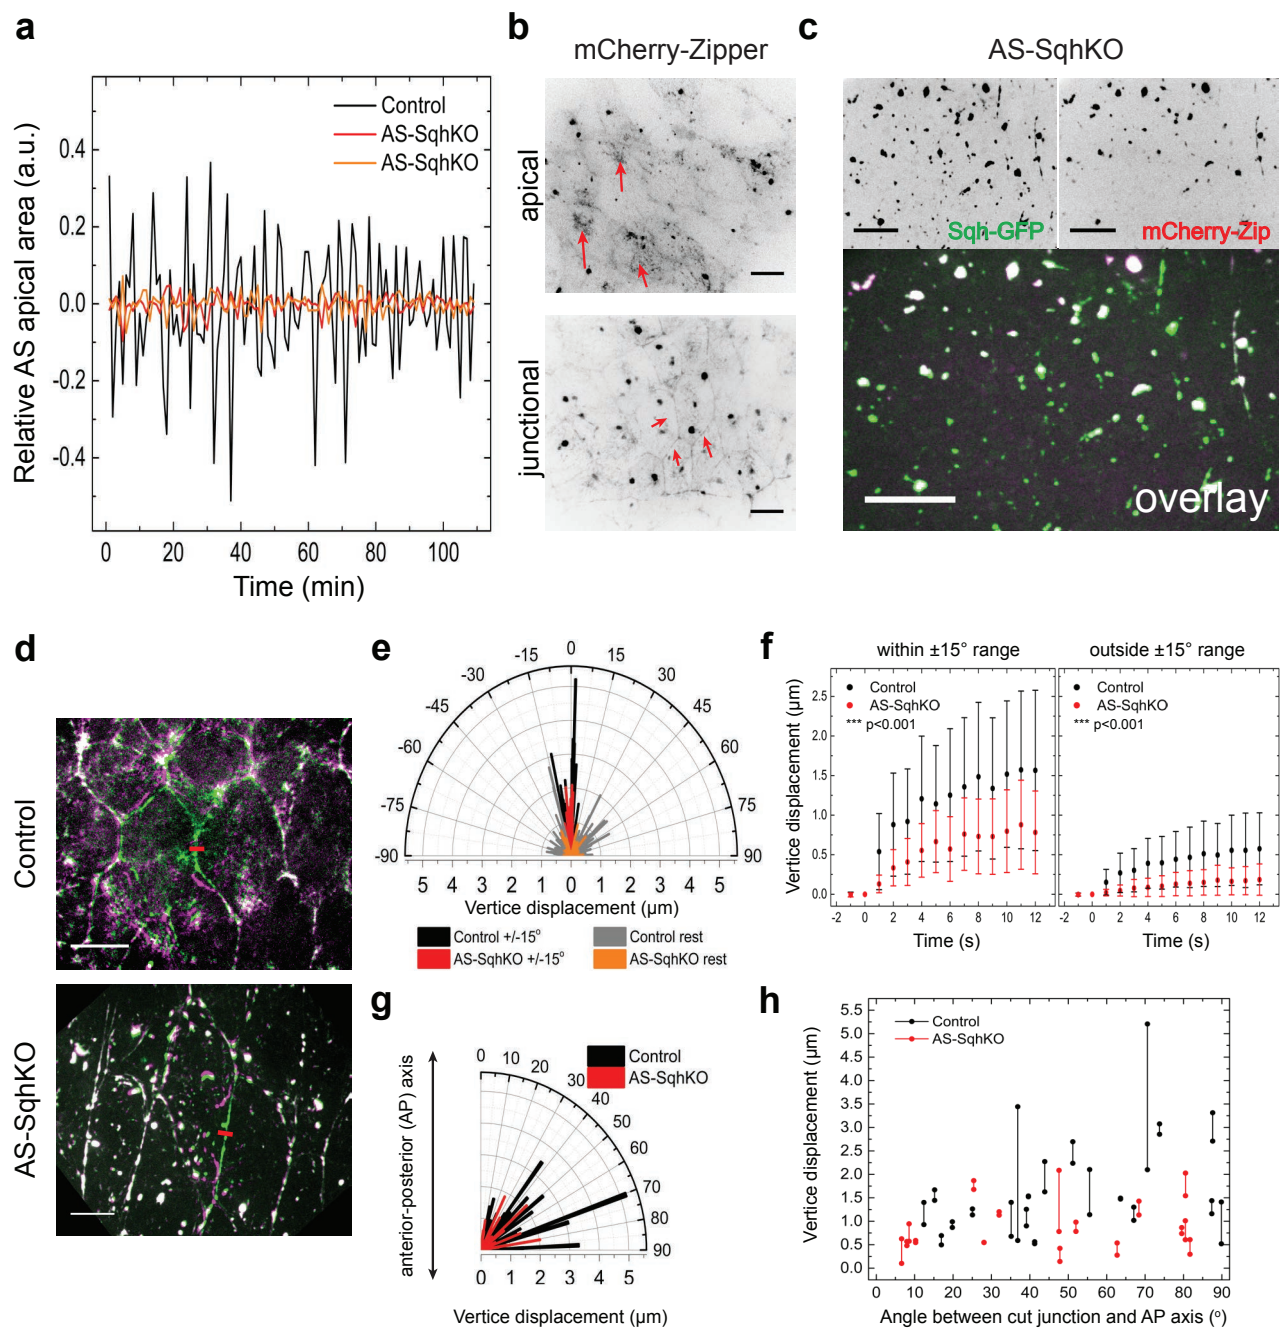 a
Control
AS-SqhKO
AS-SqhKO
0.4
0.2
0.0
-0.2
-0.4
Relative AS apical area (a.u.)
0 20 40 60 80 100
Time (min)
b
mCherry-Zipper
apical
junctional
c
AS-SqhKO
Sqh-GFP
mCherry-Zip
overlay
d
Control
AS-SqhKO
e
-90 -75 -60 -45 -30 -15 0 15 30 45 60 75 90
5 4 3 2 1 0 1 2 3 4 5
Vertice displacement (µm)
Control +/-15°
Control rest
AS-SqhKO +/-15°
AS-SqhKO rest
f
within ±15° range
outside ±15° range
Control
AS-SqhKO
*** p<0.001
Control
AS-SqhKO
*** p<0.001
2.5
2.0
1.5
1.0
0.5
0.0
Vertice displacement (µm)
-2 0 2 4 6 8 10 12
-2 0 2 4 6 8 10 12
Time (s)
Time (s)
g
Control
AS-SqhKO
anterior-posterior (AP) axis
0 10 20 30 40 50 60 70 80 90
0 1 2 3 4 5
Vertice displacement (µm)
h
Control
AS-SqhKO
5.5
5.0
4.5
4.0
3.5
3.0
2.5
2.0
1.5
1.0
0.5
0.0
Vertice displacement (µm)
0 10 20 30 40 50 60 70 80 90
Angle between cut junction and AP axis (°)